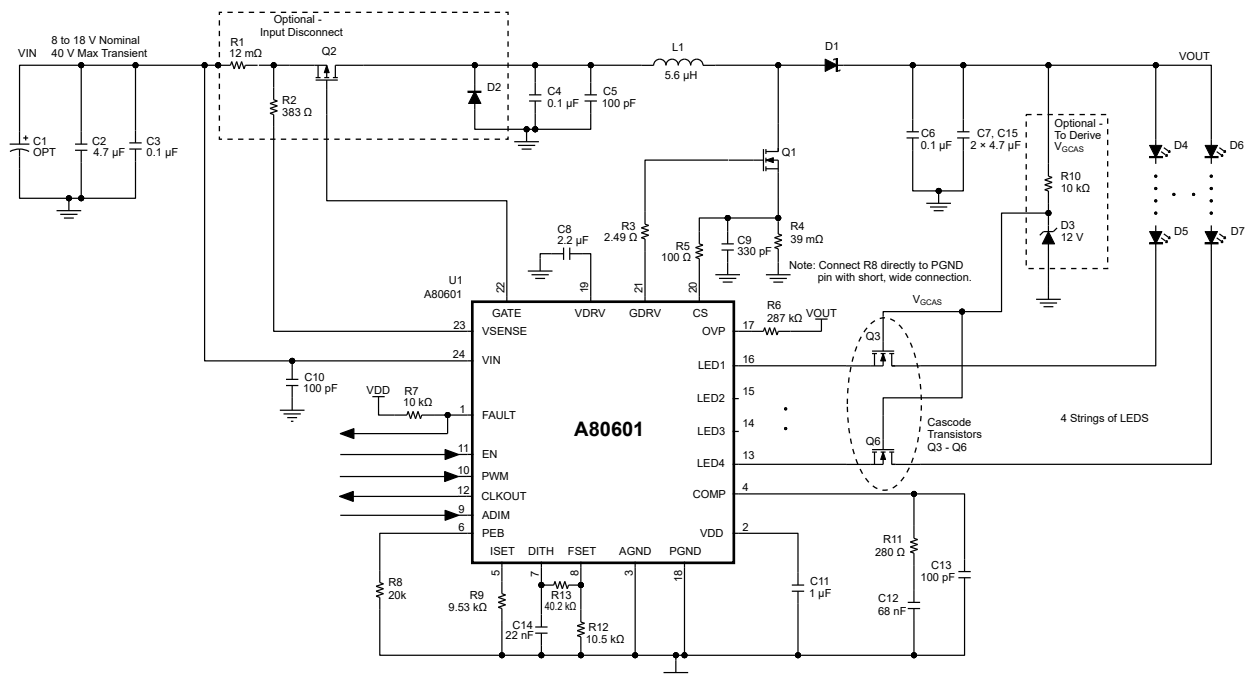 VIN
8 to 18 V Nominal
40 V Max Transient
Optional -
Input Disconnect
R1
12 mΩ
Q2
R2
383 Ω
D2
C1
OPT
+
C2
4.7 µF
C3
0.1 µF
C4
0.1 µF
C5
100 pF
L1
5.6 µH
D1
VOUT
Q1
C6
0.1 µF
C7, C15
2 × 4.7 µF
Optional -
To Derive
VGCAS
R10
10 kΩ
D3
12 V
D4
D6
D5
D7
R3
2.49 Ω
R5
100 Ω
C9
330 pF
R4
39 mΩ
Note: Connect R8 directly to PGND
pin with short, wide connection.
C8
2.2 µF
U1
A80601
22
GATE
19
VDRV
21
GDRV
20
CS
23
VSENSE
24
VIN
C10
100 pF
VDD
R7
10 kΩ
1
FAULT
11
EN
10
PWM
12
CLKOUT
9
ADIM
6
PEB
A80601
OVP
17
R6
287 kΩ
VOUT
LED1
16
LED2
15
LED3
14
LED4
13
COMP
4
VDD
2
VGCAS
Q3
Q6
Cascode
Transistors
Q3 - Q6
4 Strings of LEDS
ISET
5
DITH
7
FSET
8
AGND
3
PGND
18
R8
20k
R9
9.53 kΩ
R13
40.2 kΩ
C14
22 nF
R12
10.5 kΩ
C11
1 µF
R11
280 Ω
C12
68 nF
C13
100 pF